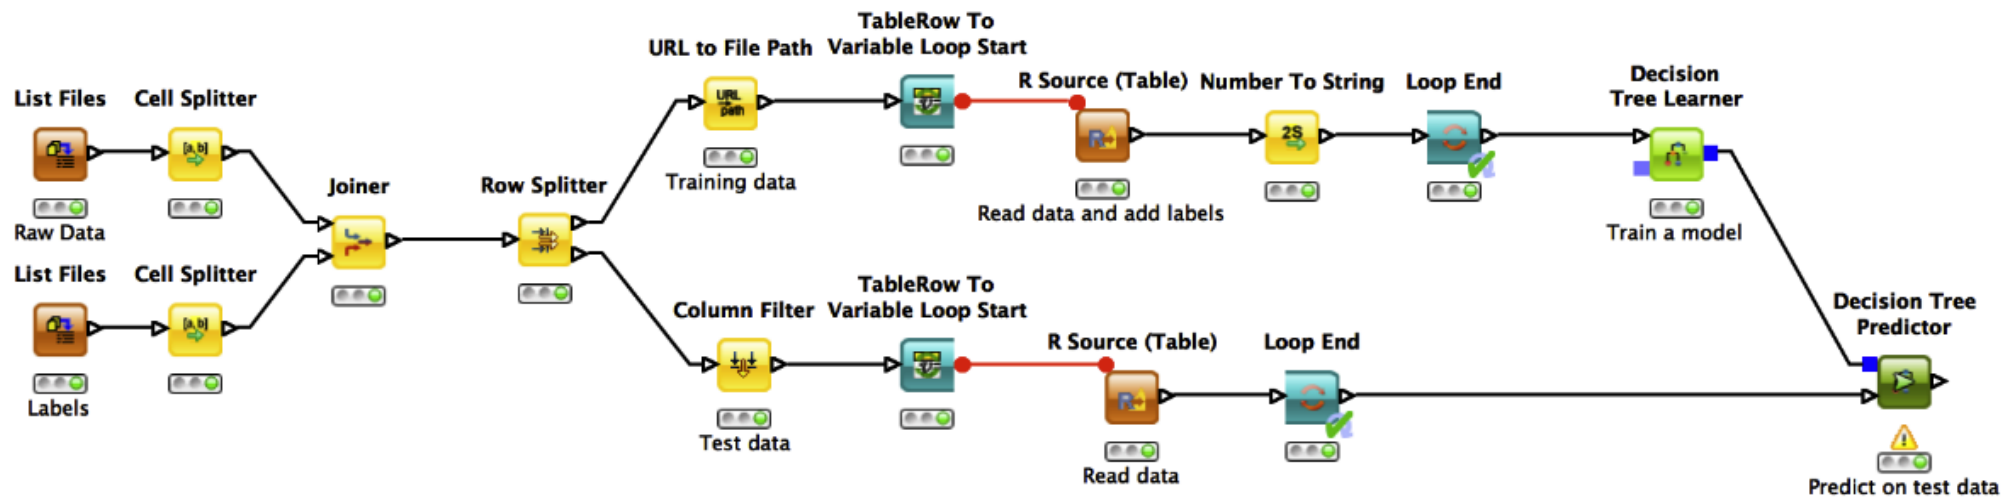 List Files
Cell Splitter
Raw Data
List Files
Cell Splitter
Labels
Joiner
Row Splitter
URL to File Path
URL
path
Training data
TableRow To
Variable Loop Start
R Source (Table)
R
Read data and add labels
Number To String
2S
Loop End
Decision
Tree Learner
Train a model
Column Filter
Test data
TableRow To
Variable Loop Start
R Source (Table)
R
Read data
Loop End
Decision Tree
Predictor
Predict on test data